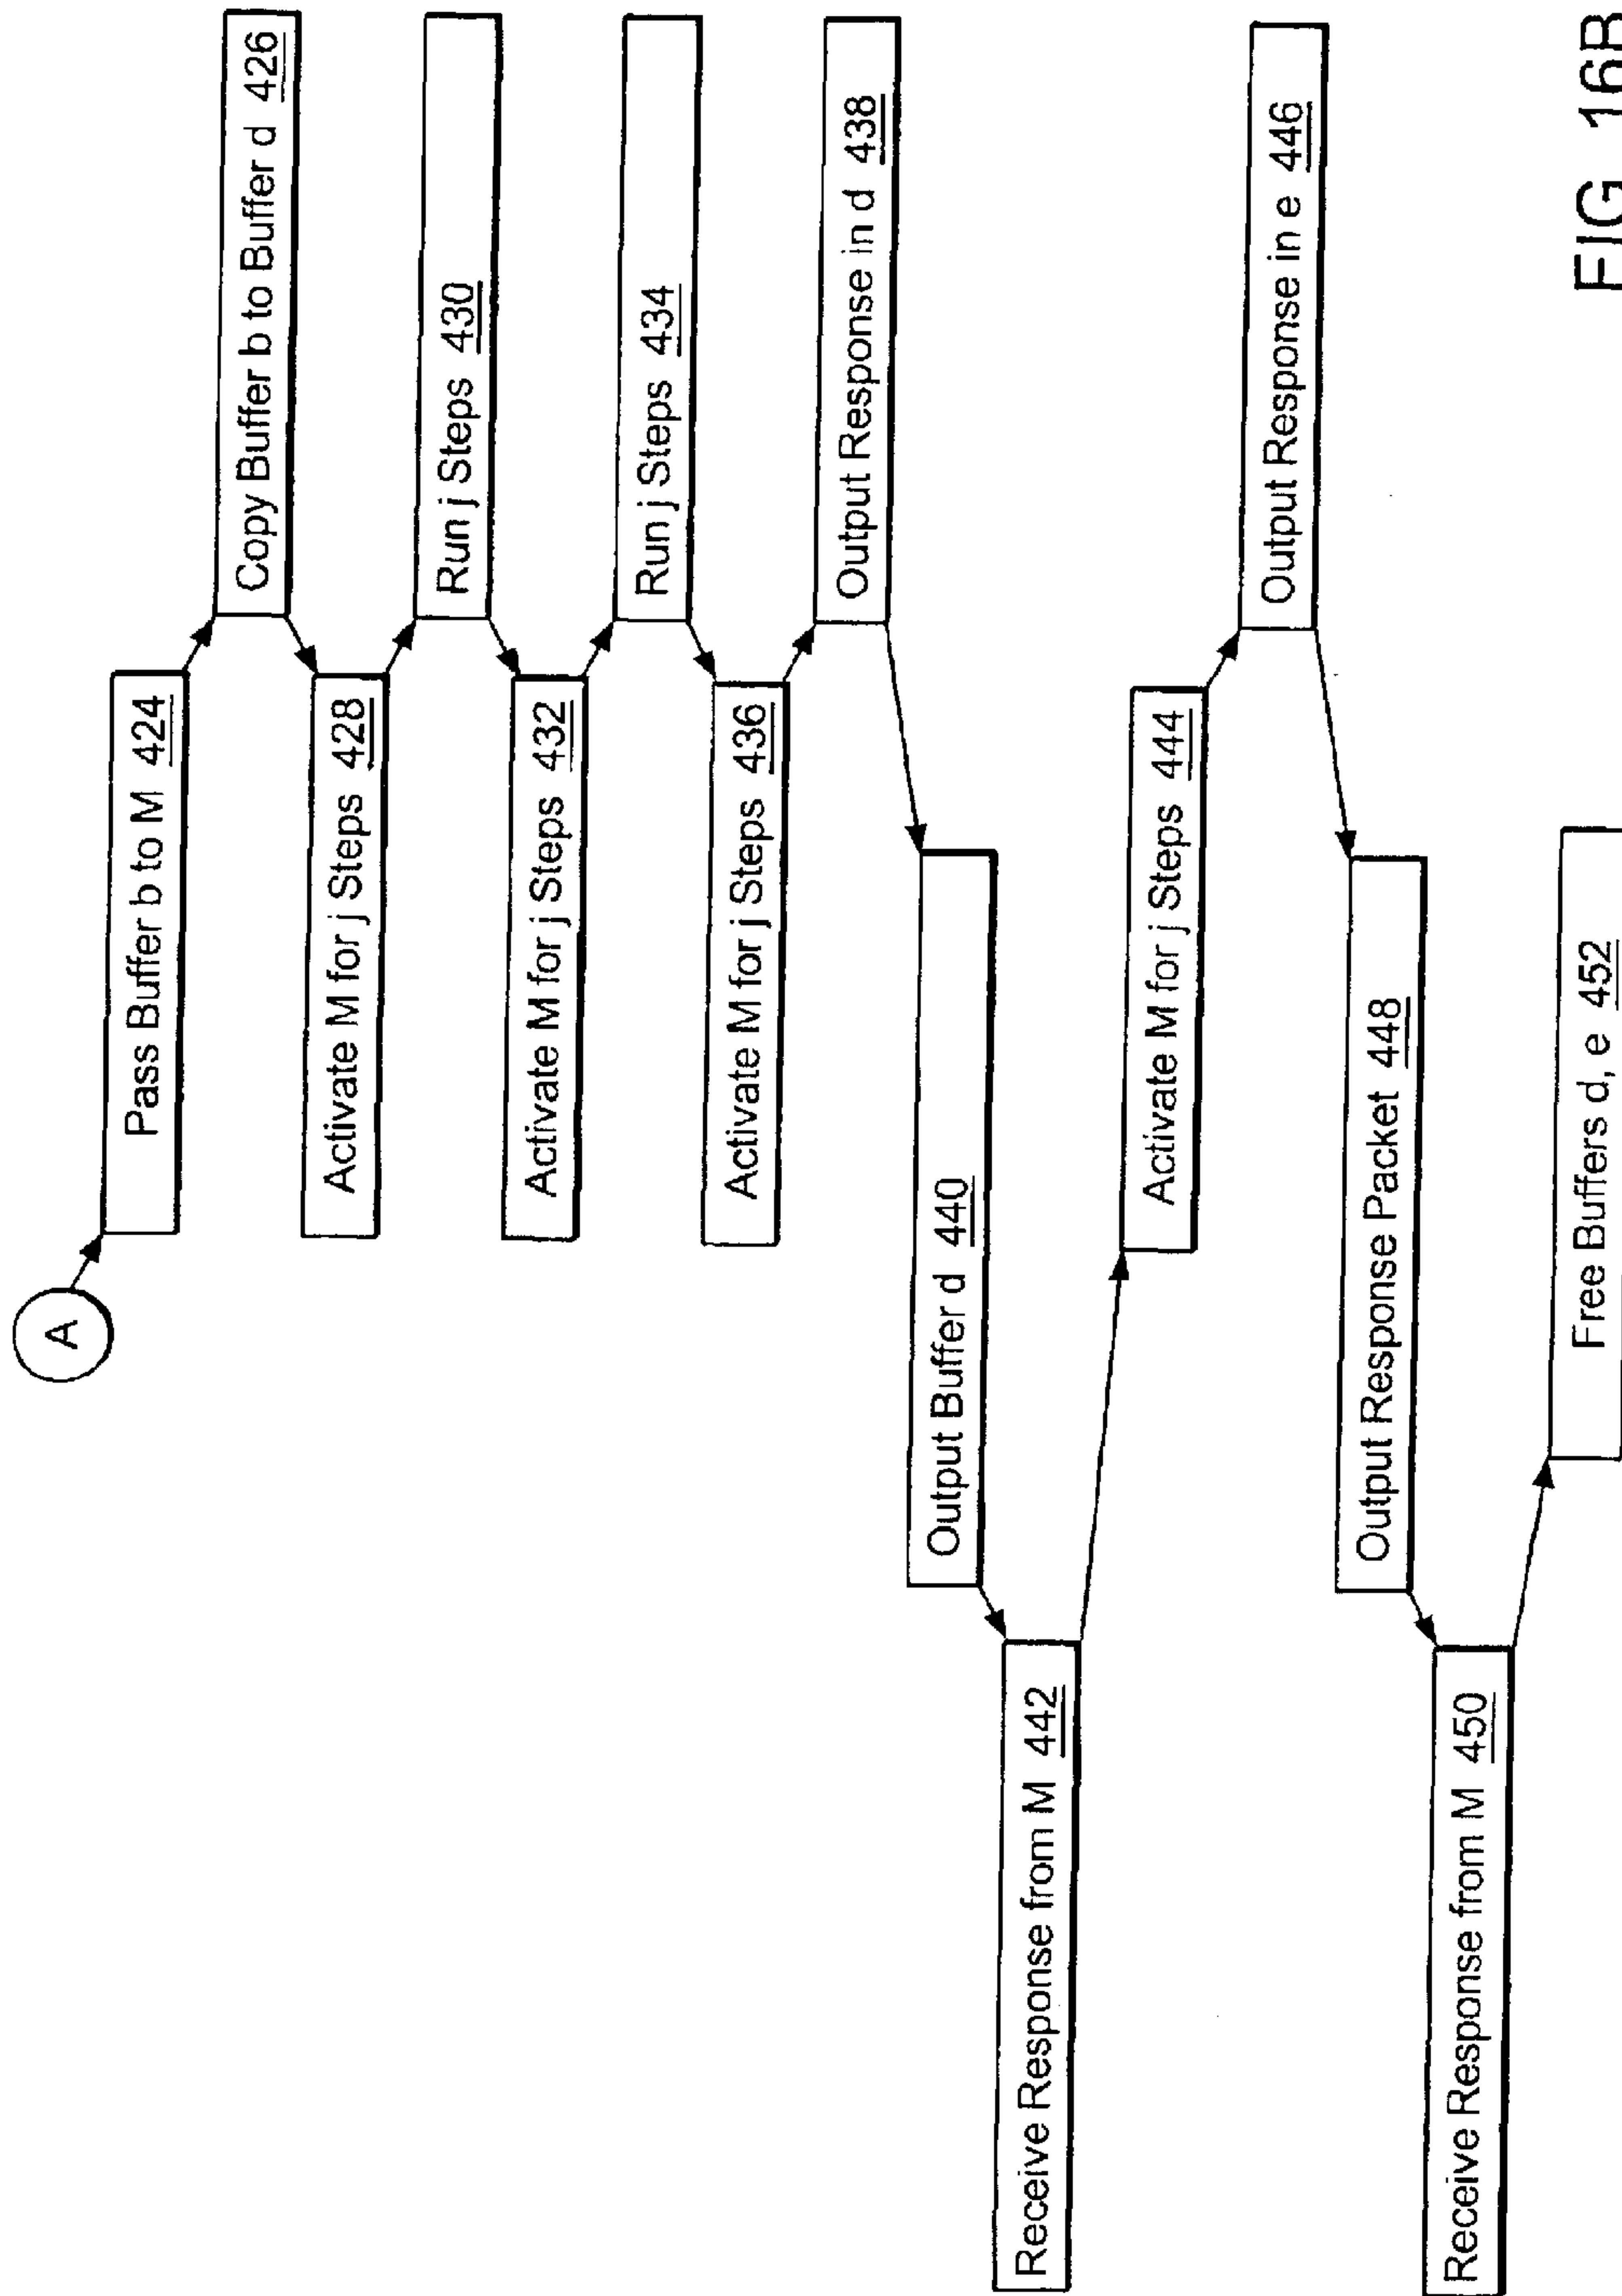 A
Pass Buffer b to M 424
Copy Buffer b to Buffer d 426
Activate M for j Steps 428
Run j Steps 430
Activate M for j Steps 432
Run j Steps 434
Activate M for j Steps 436
Output Response in d 438
Output Buffer d 440
Receive Response from M 442
Activate M for j Steps 444
Output Response in e 446
Output Response Packet 448
Receive Response from M 450
Free Buffers d, e 452
FIG 16B